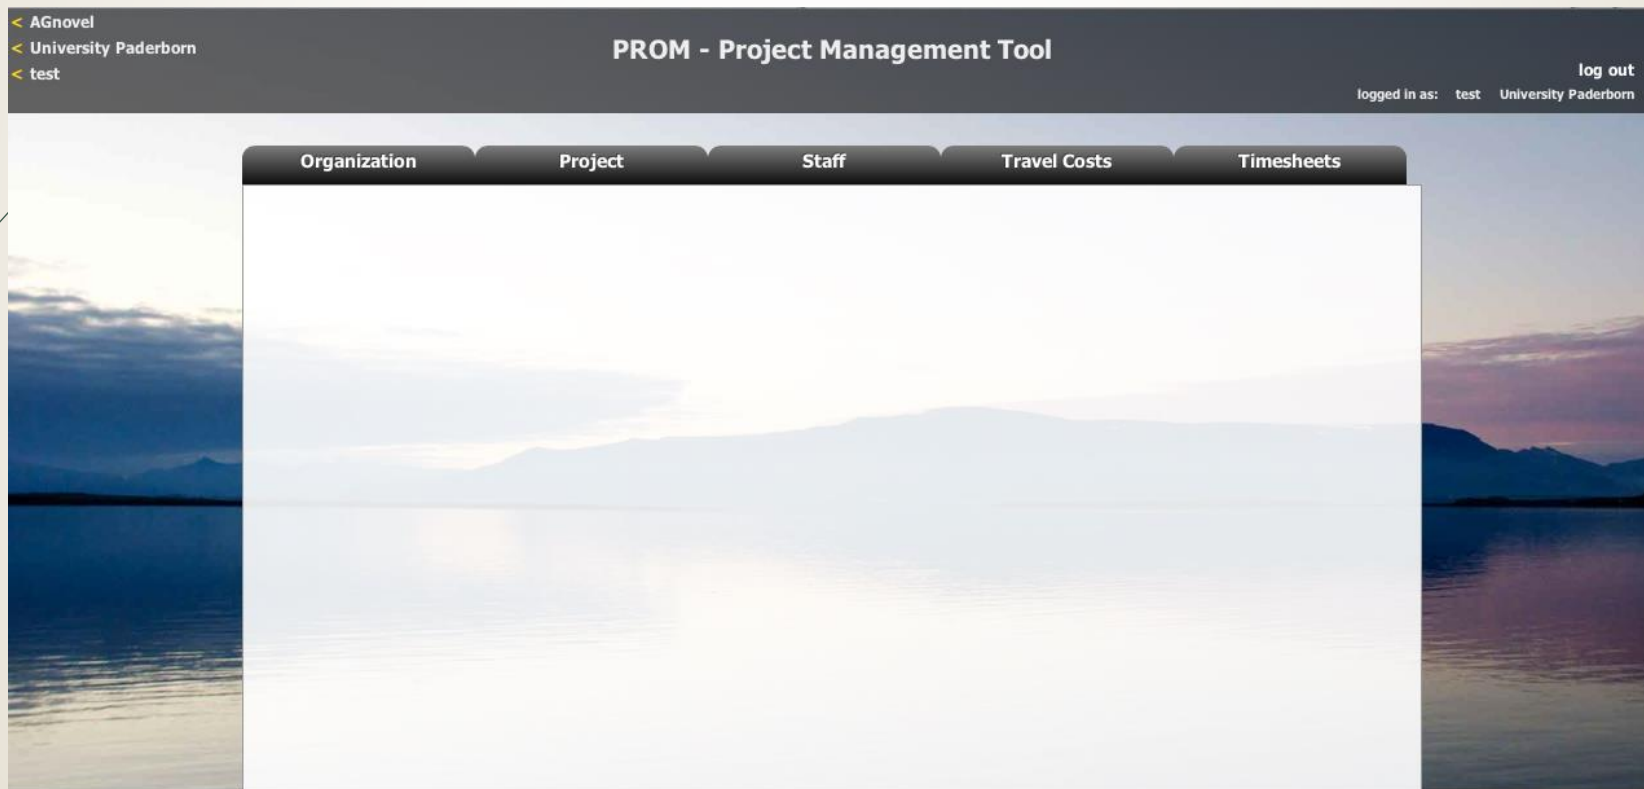 < AGnovel
< University Paderborn
< test
PROM - Project Management Tool
log out
logged in as: test University Paderborn
Organization Project Staff Travel Costs Timesheets